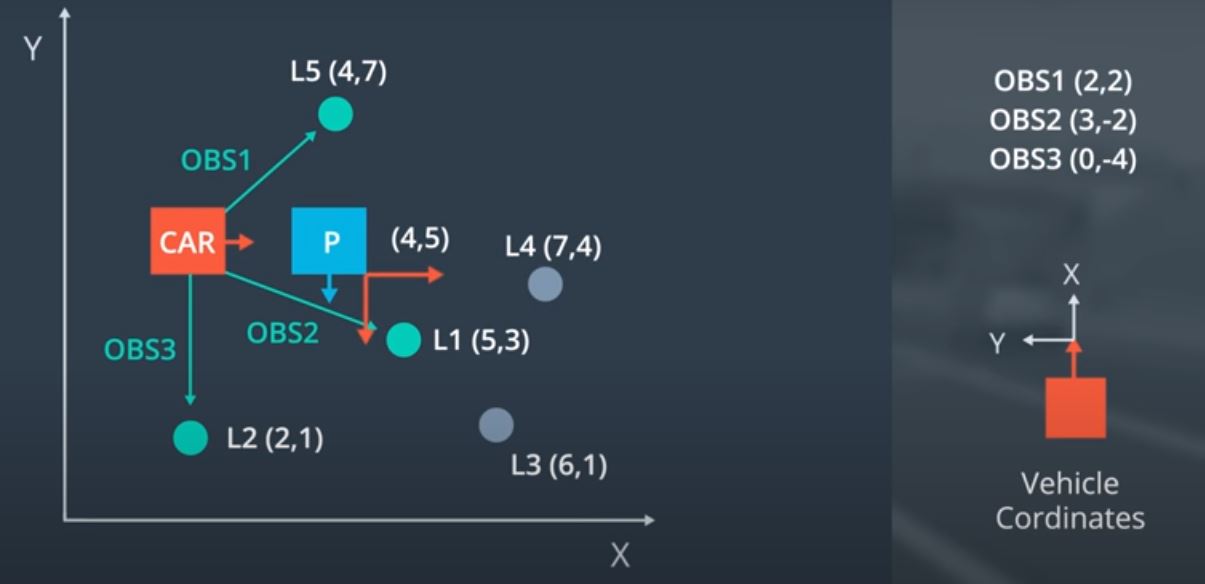 Y
L5 (4,7)
OBS1
CAR
P
(4,5)
L4 (7,4)
OBS2
OBS3
L1 (5,3)
L2 (2,1)
L3 (6,1)
X
OBS1 (2,2)
OBS2 (3,-2)
OBS3 (0,-4)
X
Y
Vehicle
Cordinates